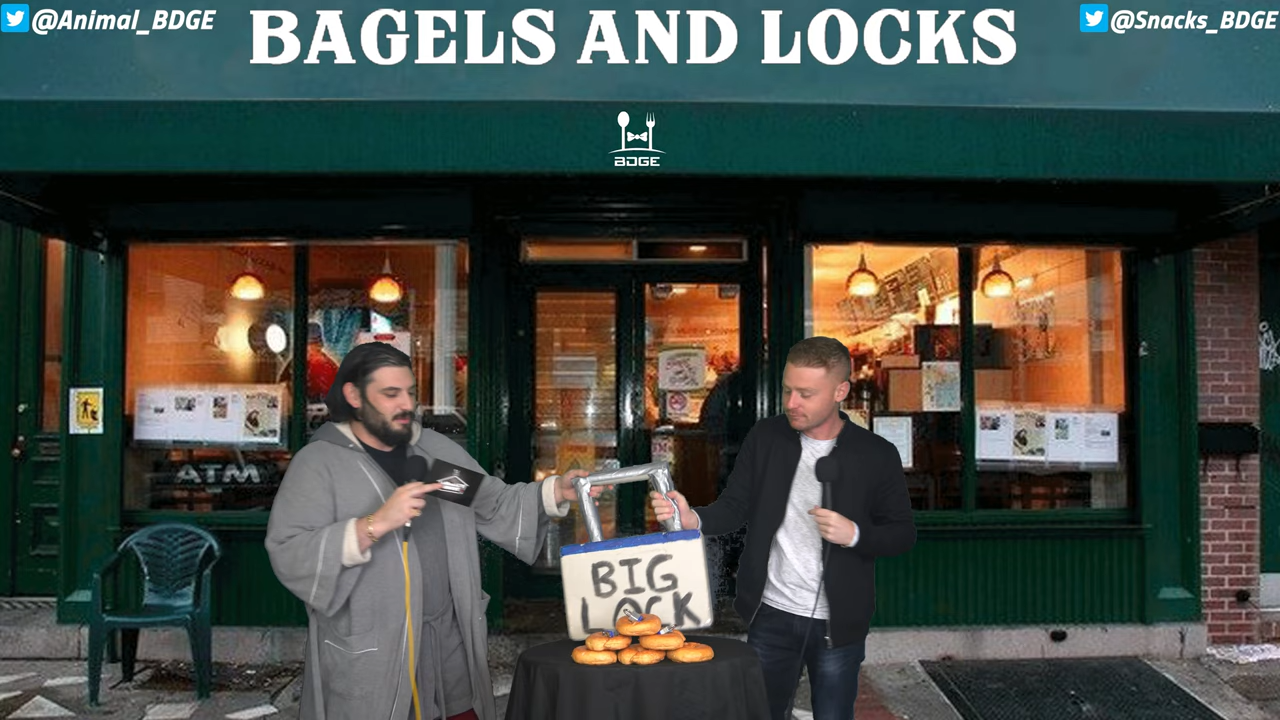 @Animal_BDGE
BAGELS AND LOCKS
@Snacks_BDGE
BDGE
ATM
BIG
LOCK